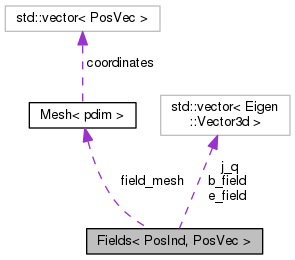 std::vector< PosVec >
coordinates
Mesh< pdim >
std::vector< Eigen
::Vector3d >
field_mesh
j_q
b_field
e_field
Fields< PosInd, PosVec >